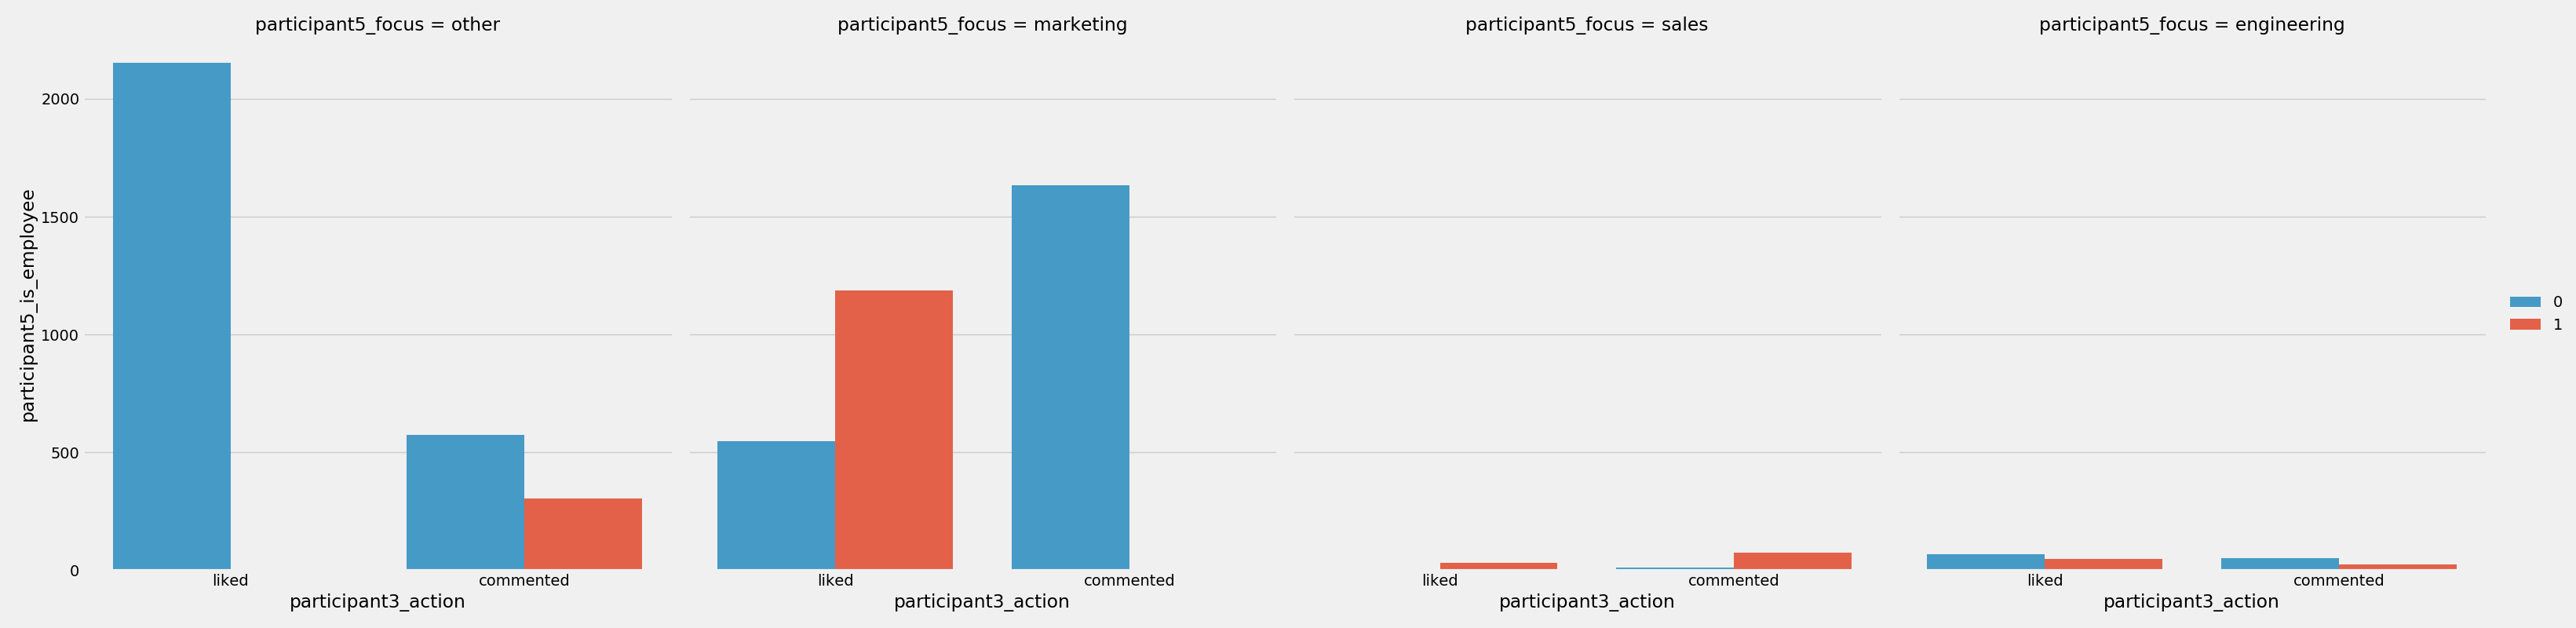 participant5_focus = other
participant5_focus = marketing
participant5_focus = sales
participant5_focus = engineering
participant5_is_employee
2000
1500
1000
500
0
liked
commented
liked
commented
liked
commented
liked
commented
participant3_action
participant3_action
participant3_action
participant3_action
0
1